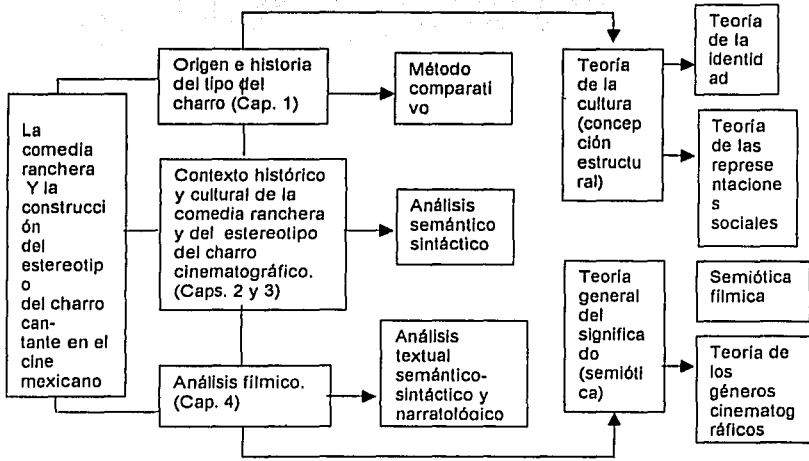 La
comedia
ranchera
Y la
construcci
ón
del
estereotip
o
del charro
can-
tante en el
cine
mexicano
Origen e historia
del tipo del
charro (Cap. 1)
Contexto histórico
y cultural de la
comedia ranchera
y del estereotipo
del charro
cinematográfico.
(Caps. 2 y 3)
Análisis fílmico.
(Cap. 4)
Método
comparati
vo
Análisis
semántico
sintáctico
Análisis
textual
semántico-
sintáctico y
narratológico
Teoría
de la
cultura
(concep
ción
estructu
ral)
Teoría
general
del
significa
do
(semióti
ca)
Teoría
de la
identid
ad
Teoría
de las
represe
ntacione
s
sociales
Semiótica
fílmica
Teoría de
los
géneros
cinematog
ráficos